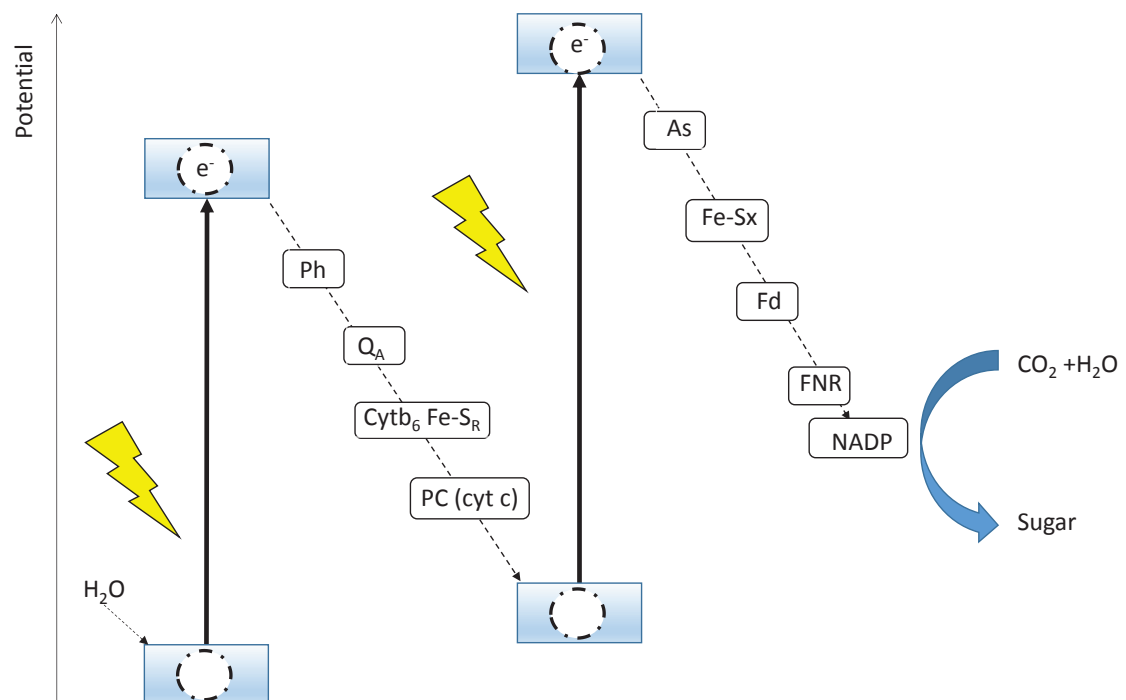 Potential
e⁻
e⁻
As
Ph
Fe-Sx
Fd
Q_A
FNR
CO₂ +H₂O
Cytb₆ Fe-S_R
NADP
PC (cyt c)
Sugar
H₂O